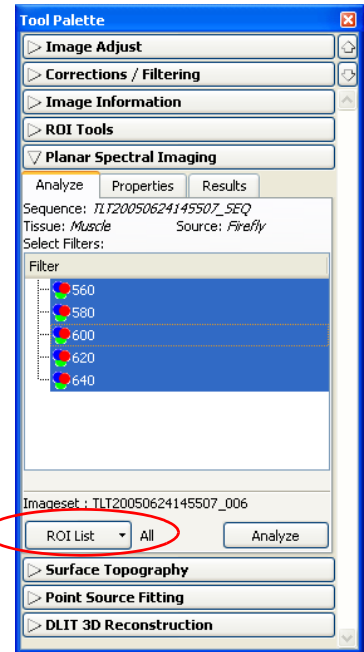 Tool Palette
Image Adjust
Corrections / Filtering
Image Information
ROI Tools
Planar Spectral Imaging
Analyze Properties Results
Sequence: TLT20050624145507_SEQ
Tissue: Muscle Source: Firefly
Select Filters:
Filter
560
580
600
620
640
Imageset : TLT20050624145507_006
ROI List All Analyze
Surface Topography
Point Source Fitting
DLIT 3D Reconstruction